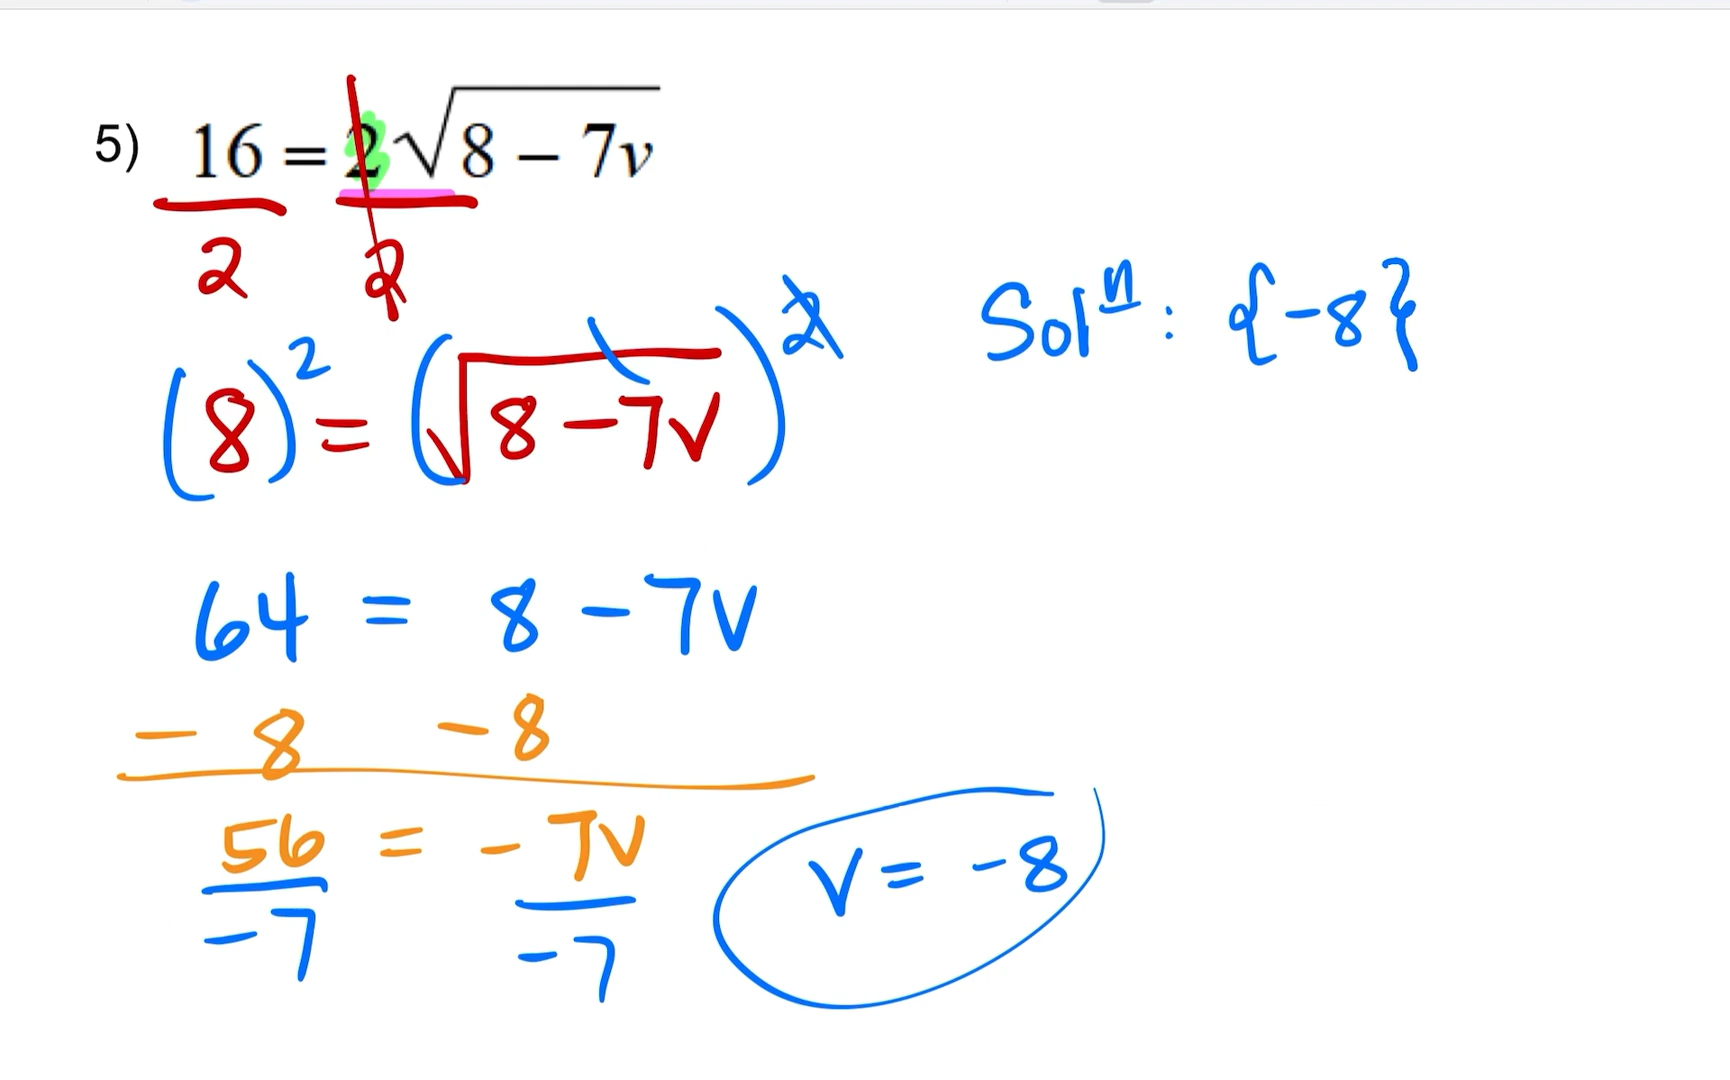 5) 16 = 2√8 − 7v
2 2
(8)² = (√8 − 7v)²
Solⁿ : {-8}
64 = 8 − 7v
− 8 − 8
56 = − 7v
−7 −7
v = −8